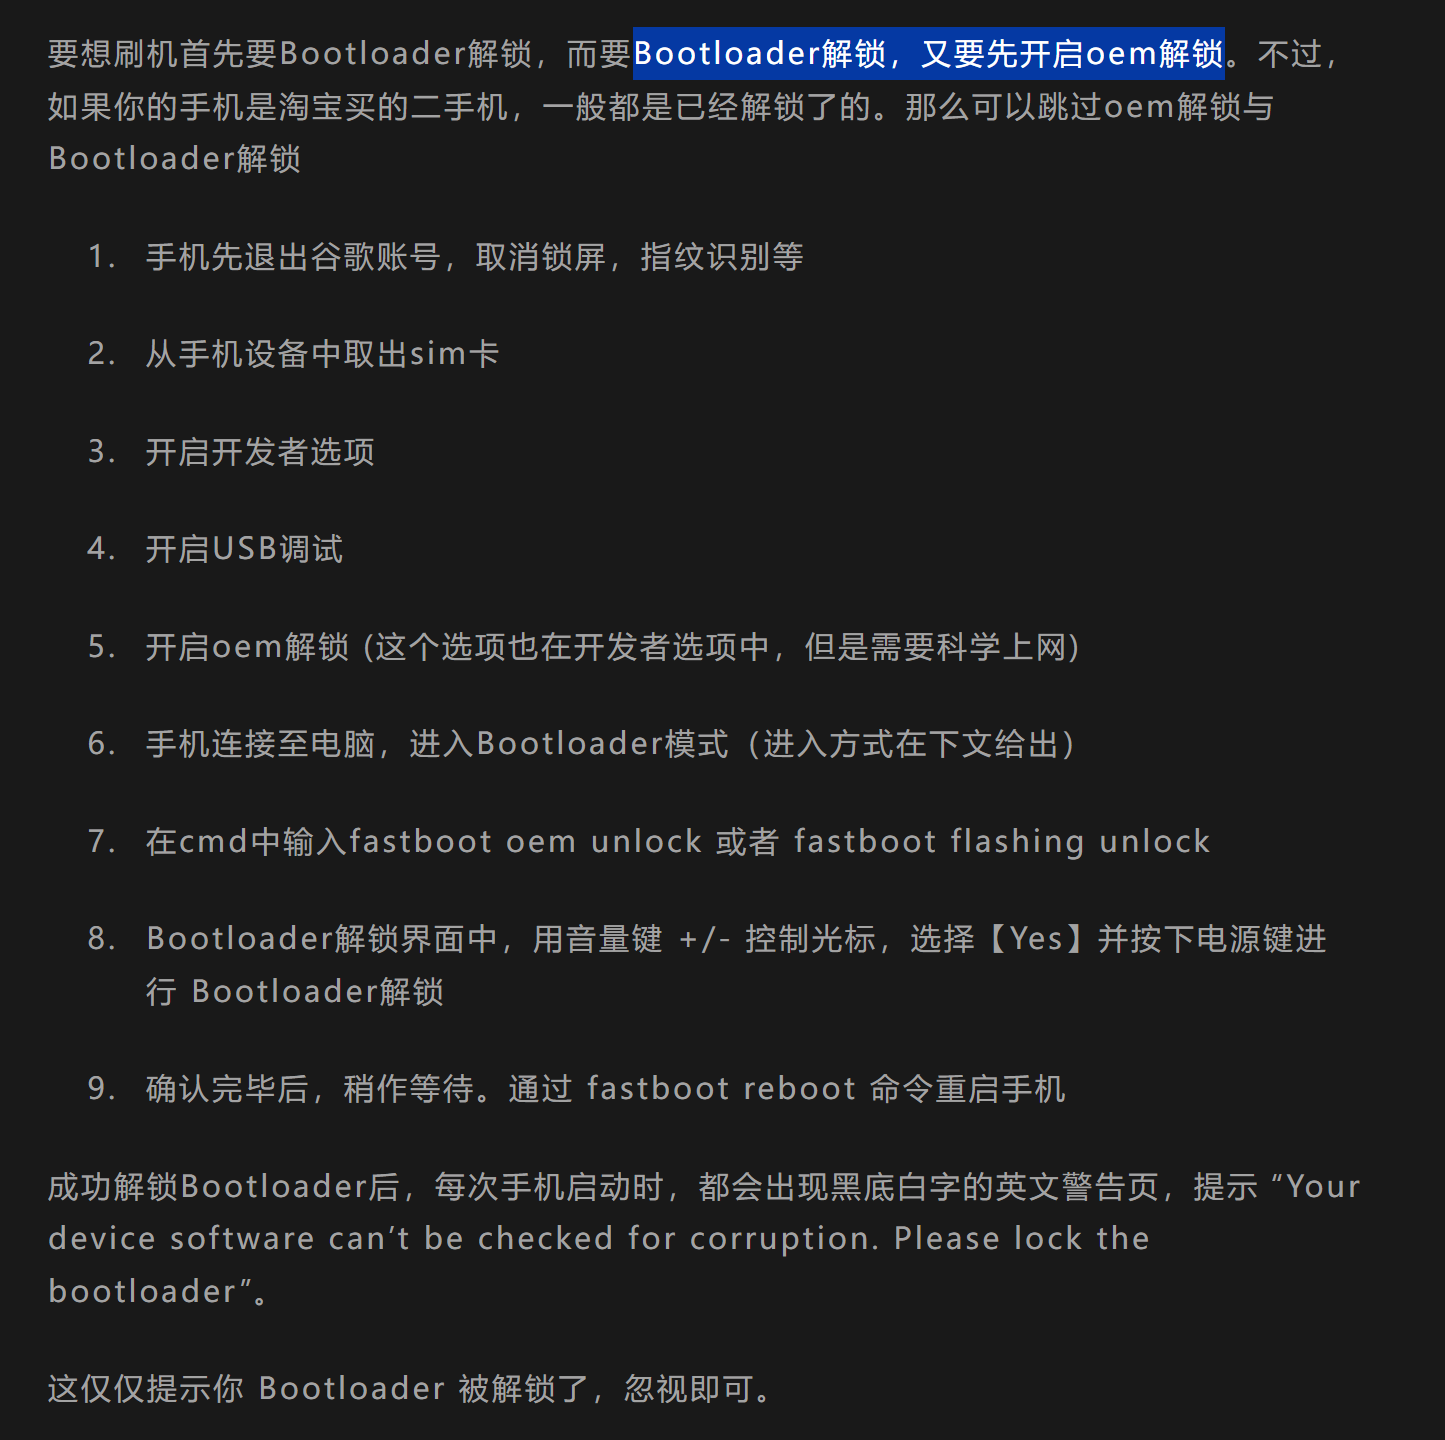 要想刷机首先要Bootloader解锁，而要Bootloader解锁，又要先开启oem解锁。不过，
如果你的手机是淘宝买的二手机，一般都是已经解锁了的。那么可以跳过oem解锁与
Bootloader解锁
1. 手机先退出谷歌账号，取消锁屏，指纹识别等
2. 从手机设备中取出sim卡
3. 开启开发者选项
4. 开启USB调试
5. 开启oem解锁 (这个选项也在开发者选项中，但是需要科学上网)
6. 手机连接至电脑，进入Bootloader模式（进入方式在下文给出）
7. 在cmd中输入fastboot oem unlock 或者 fastboot flashing unlock
8. Bootloader解锁界面中，用音量键 +/- 控制光标，选择【Yes】并按下电源键进
行 Bootloader解锁
9. 确认完毕后，稍作等待。通过 fastboot reboot 命令重启手机
成功解锁Bootloader后，每次手机启动时，都会出现黑底白字的英文警告页，提示 “Your
device software can’t be checked for corruption. Please lock the
bootloader”。
这仅仅提示你 Bootloader 被解锁了，忽视即可。